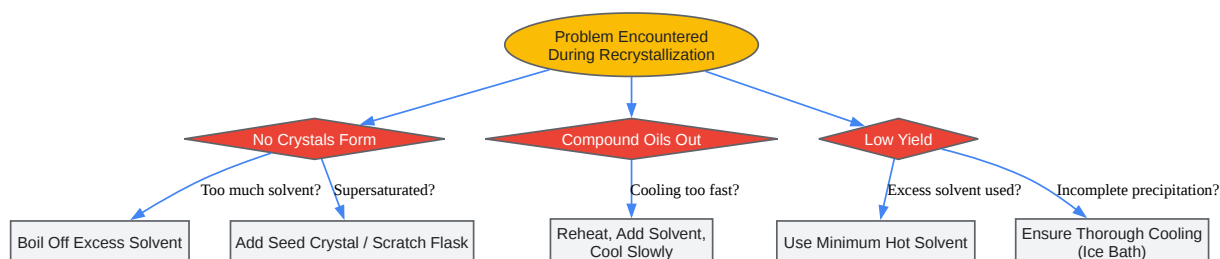 Problem Encountered
During Recrystallization
No Crystals Form
Compound Oils Out
Low Yield
Too much solvent?
Supersaturated?
Cooling too fast?
Excess solvent used?
Incomplete precipitation?
Boil Off Excess Solvent
Add Seed Crystal / Scratch Flask
Reheat, Add Solvent,
Cool Slowly
Use Minimum Hot Solvent
Ensure Thorough Cooling
(Ice Bath)